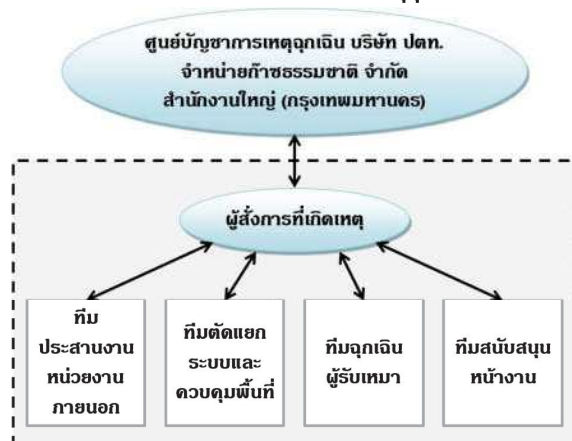 ศูนย์บัญชาการเหตุฉุกเฉิน บริษัท ปตท.
จำหน่ายก๊าซธรรมชาติ จำกัด
สำนักงานใหญ่ (กรุงเทพมหานคร)
ผู้สั่งการที่เกิดเหตุ
ทีม
ประสานงาน
หน่วยงาน
ภายนอก
ทีมตัดแยก
ระบบและ
ควบคุมพื้นที่
ทีมฉุกเฉิน
ผู้รับเหมา
ทีมสนับสนุน
หน้างาน